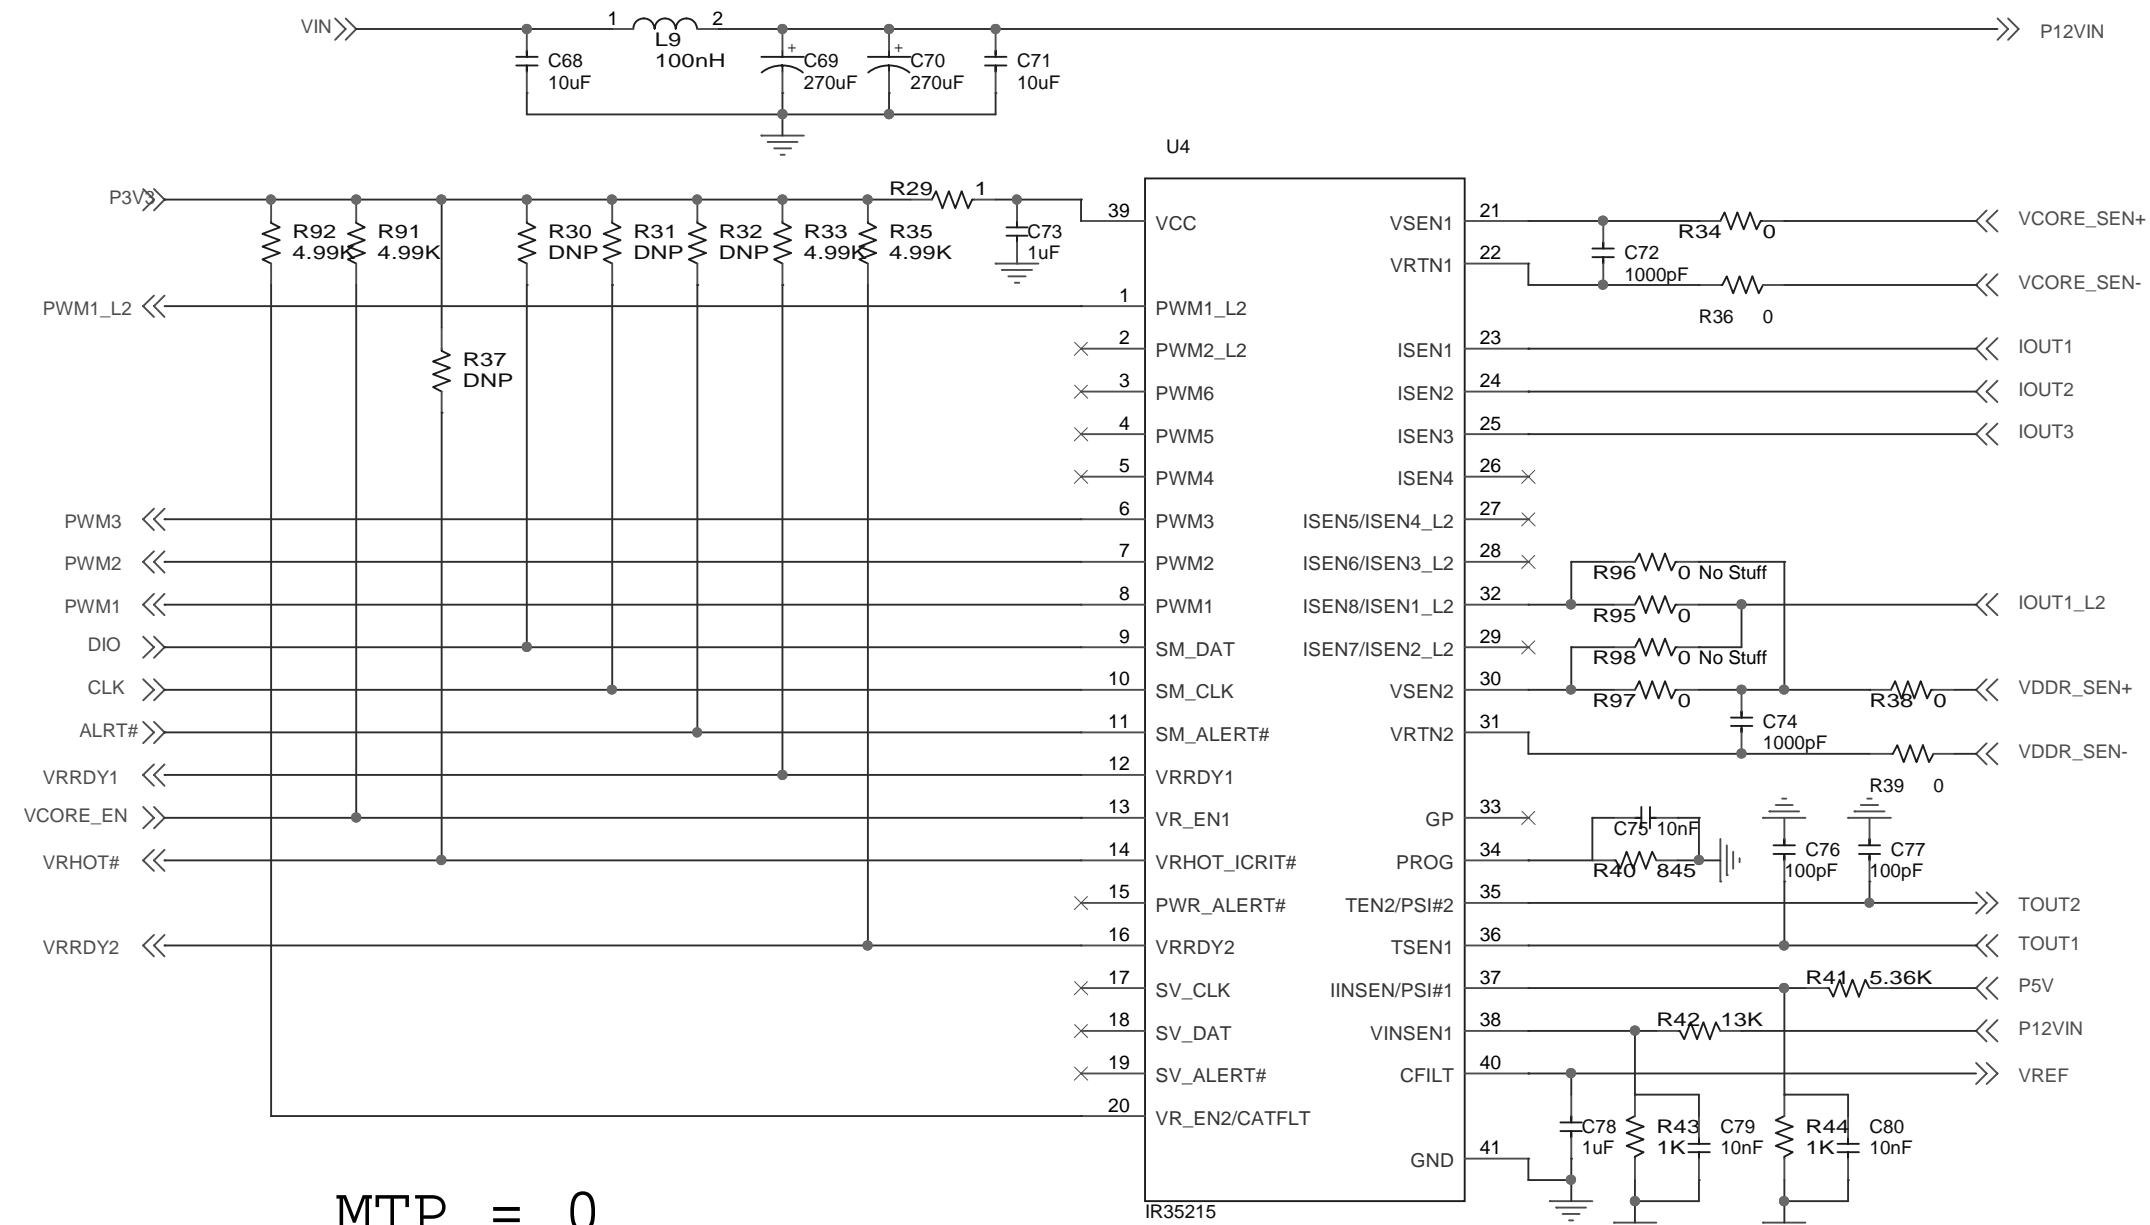 VIN
1
2
L9
100nH
C68
10uF
C69
270uF
C70
270uF
C71
10uF
+
+
P12VIN
U4
P3V3
R92
4.99K
R91
4.99K
R30
DNP
R31
DNP
R32
DNP
R33
4.99K
R35
4.99K
R29
1
C73
1uF
R37
DNP
PWM1_L2
PWM3
PWM2
PWM1
DIO
CLK
ALRT#
VRRDY1
VCORE_EN
VRHOT#
VRRDY2
39 VCC
1 PWM1_L2
2 PWM2_L2
3 PWM6
4 PWM5
5 PWM4
6 PWM3
7 PWM2
8 PWM1
9 SM_DAT
10 SM_CLK
11 SM_ALERT#
12 VRRDY1
13 VR_EN1
14 VRHOT_ICRIT#
15 PWR_ALERT#
16 VRRDY2
17 SV_CLK
18 SV_DAT
19 SV_ALERT#
20 VR_EN2/CATFLT
VSEN1 21
VRTN1 22
ISEN1 23
ISEN2 24
ISEN3 25
ISEN4 26
ISEN5/ISEN4_L2 27
ISEN6/ISEN3_L2 28
ISEN8/ISEN1_L2 32
ISEN7/ISEN2_L2 29
VSEN2 30
VRTN2 31
GP 33
PROG 34
TEN2/PSI#2 35
TSEN1 36
IINSEN/PSI#1 37
VINSEN1 38
CFILT 40
GND 41
IR35215
R34 0
C72
1000pF
R36 0
VCORE_SEN+
VCORE_SEN-
IOUT1
IOUT2
IOUT3
R96 0 No Stuff
R95 0
R98 0 No Stuff
R97 0
IOUT1_L2
R38 0
VDDR_SEN+
C74
1000pF
VDDR_SEN-
R39 0
C75 10nF
R40 845
C76
100pF
C77
100pF
TOUT2
TOUT1
R41 5.36K
P5V
R42 13K
P12VIN
VREF
C78
1uF
R43
1K
C79
10nF
R44
1K
C80
10nF
MTP = 0